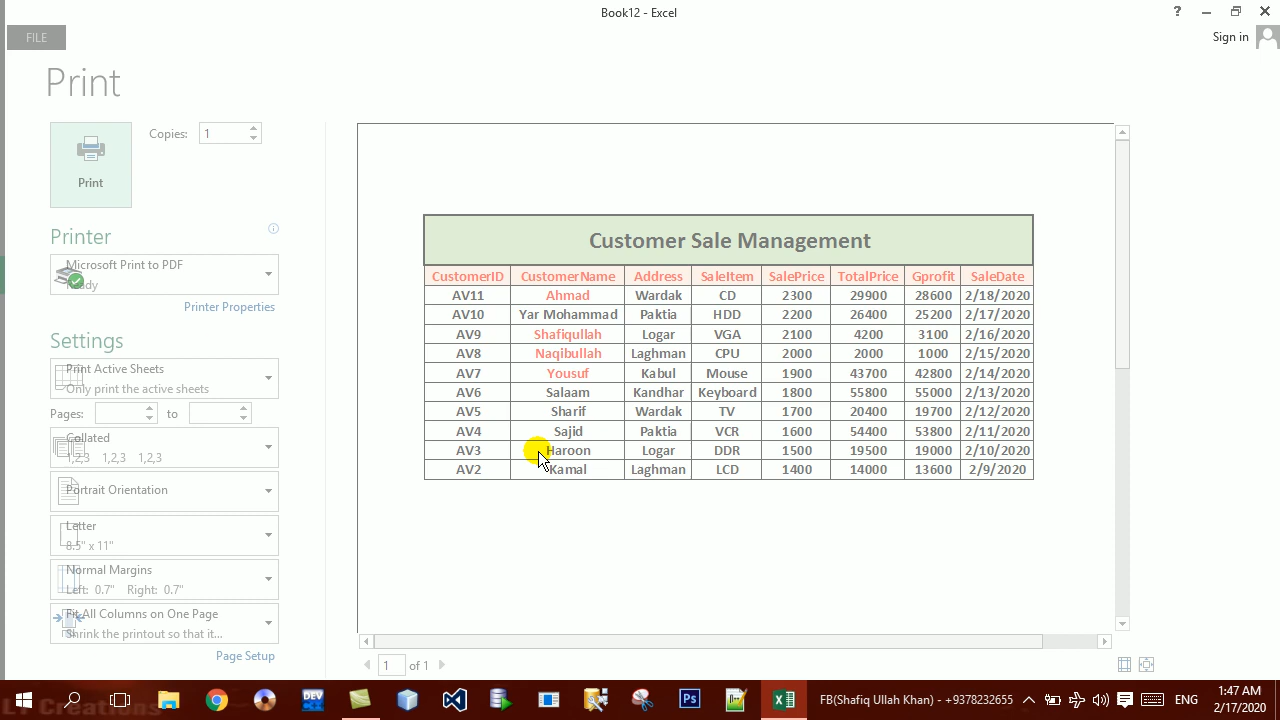 Book12 - Excel
FILE
Sign in
Print
Print
Copies: 1
Printer
Microsoft Print to PDF
Ready
Printer Properties
Settings
Print Active Sheets
Only print the active sheets
Pages: to
Collated
1,2,3 1,2,3 1,2,3
Portrait Orientation
Letter
8.5" x 11"
Normal Margins
Left: 0.7" Right: 0.7"
Fit All Columns on One Page
Shrink the printout so that it...
Page Setup
Customer Sale Management
CustomerID CustomerName Address SaleItem SalePrice TotalPrice Gprofit SaleDate
AV11 Ahmad Wardak CD 2300 29900 28600 2/18/2020
AV10 Yar Mohammad Paktia HDD 2200 26400 25200 2/17/2020
AV9 Shafiqullah Logar VGA 2100 4200 3100 2/16/2020
AV8 Naqibullah Laghman CPU 2000 2000 1000 2/15/2020
AV7 Yousuf Kabul Mouse 1900 43700 42800 2/14/2020
AV6 Salaam Kandhar Keyboard 1800 55800 55000 2/13/2020
AV5 Sharif Wardak TV 1700 20400 19700 2/12/2020
AV4 Sajid Paktia VCR 1600 54400 53800 2/11/2020
AV3 Haroon Logar DDR 1500 19500 19000 2/10/2020
AV2 Kamal Laghman LCD 1400 14000 13600 2/9/2020
1 of 1
LT Creations
DEV
Ps
FB(Shafiq Ullah Khan) - +9378232655
ENG
1:47 AM
2/17/2020